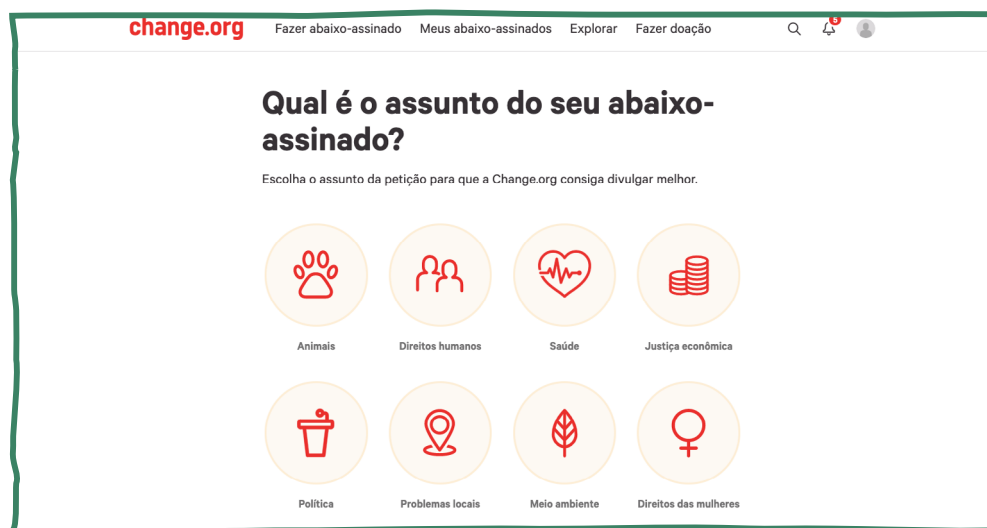 change.org Fazer abaixo-assinado Meus abaixo-assinados Explorar Fazer doação 5
Qual é o assunto do seu abaixo-
assinado?
Escolha o assunto da petição para que a Change.org consiga divulgar melhor.
Animais Direitos humanos Saúde Justiça econômica
Política Problemas locais Meio ambiente Direitos das mulheres